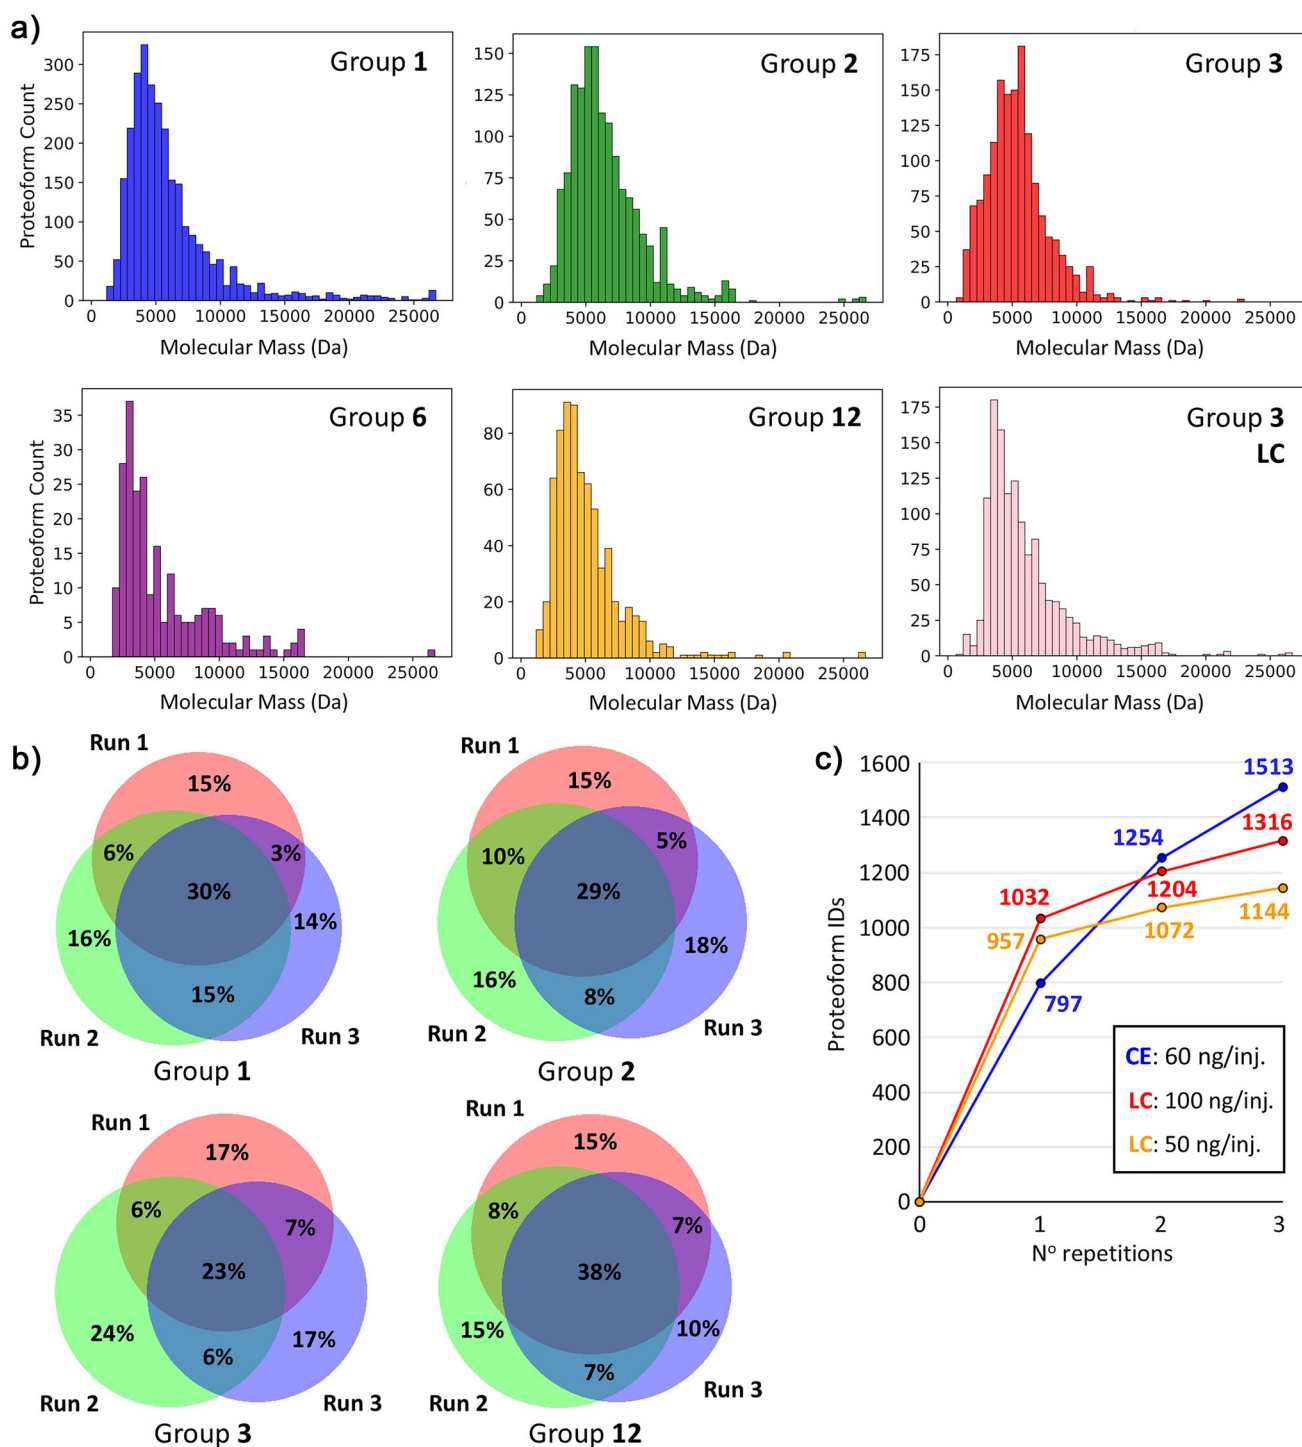 a)
Group 1
Proteoform Count
300
250
200
150
100
50
0
0 5000 10000 15000 20000 25000
Molecular Mass (Da)
Group 2
150
125
100
75
50
25
0
0 5000 10000 15000 20000 25000
Molecular Mass (Da)
Group 3
175
150
125
100
75
50
25
0
0 5000 10000 15000 20000 25000
Molecular Mass (Da)
Group 6
Proteoform Count
35
30
25
20
15
10
5
0
0 5000 10000 15000 20000 25000
Molecular Mass (Da)
Group 12
80
60
40
20
0
0 5000 10000 15000 20000 25000
Molecular Mass (Da)
Group 3
LC
175
150
125
100
75
50
25
0
0 5000 10000 15000 20000 25000
Molecular Mass (Da)
b)
Run 1
15%
6%
3%
30%
16%
14%
15%
Run 2
Run 3
Group 1
Run 1
15%
10%
5%
29%
16%
18%
8%
Run 2
Run 3
Group 2
Run 1
17%
6%
7%
23%
24%
17%
6%
Run 2
Run 3
Group 3
Run 1
15%
8%
7%
38%
15%
10%
7%
Run 2
Run 3
Group 12
c)
Proteoform IDs
1600
1400
1200
1000
800
600
400
200
0
1513
1254
1316
1032
1204
957
1072
1144
797
CE: 60 ng/inj.
LC: 100 ng/inj.
LC: 50 ng/inj.
0 1 2 3
Nº repetitions